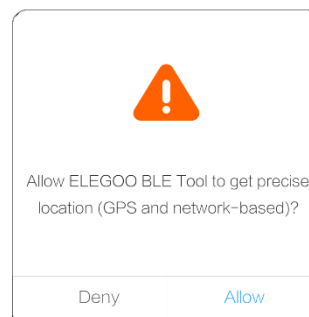 Allow ELEGOO BLE Tool to get precise
location (GPS and network-based)?
Deny
Allow